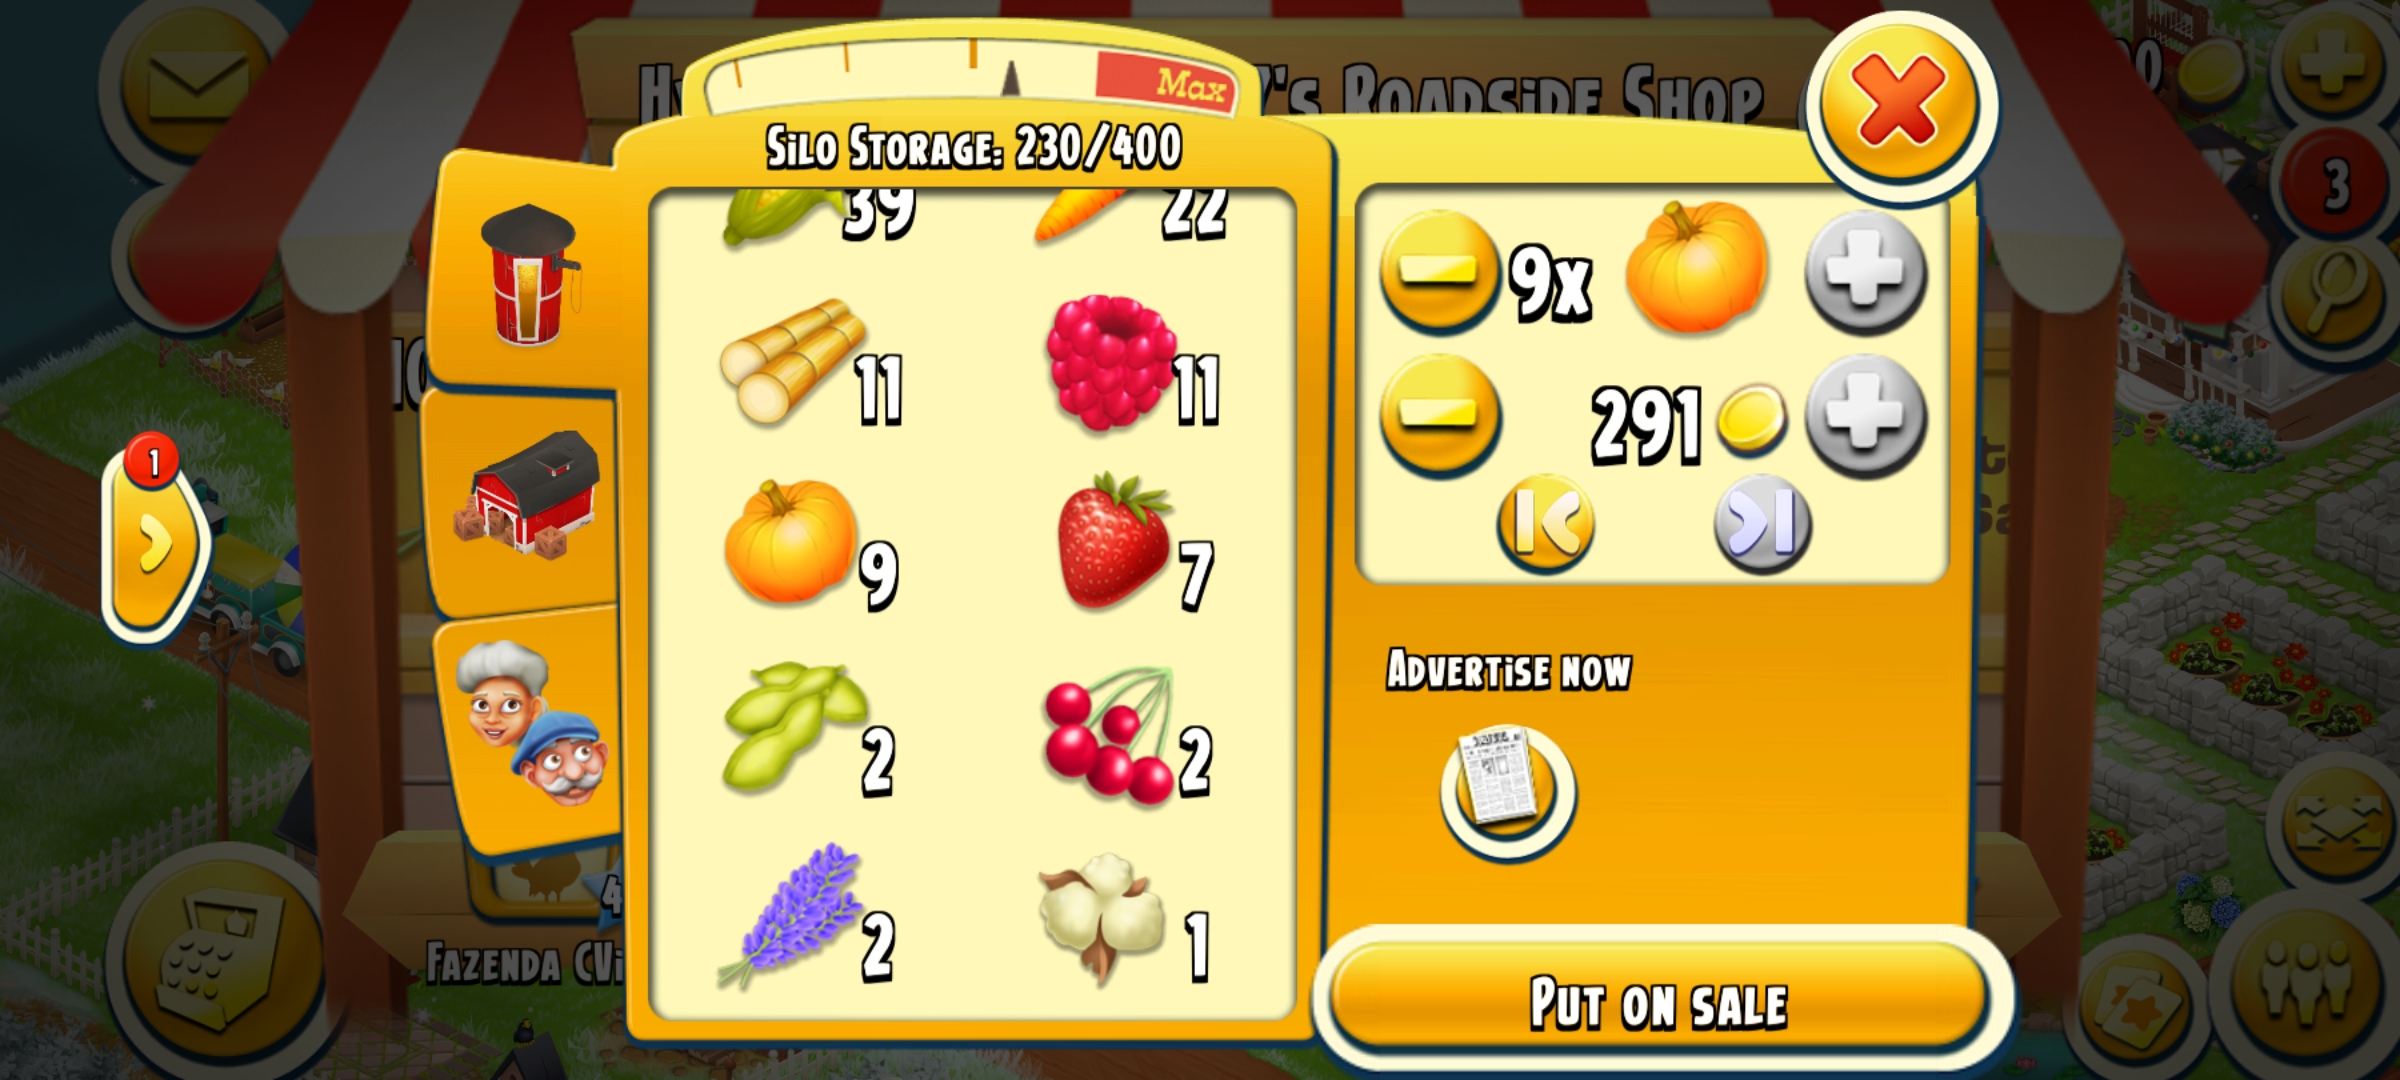 Max
's Roadside Shop
Silo Storage: 230/400
39
22
3
9x
11
11
291
1
9
7
Advertise now
2
2
2
1
Fazenda CVi
Put on sale